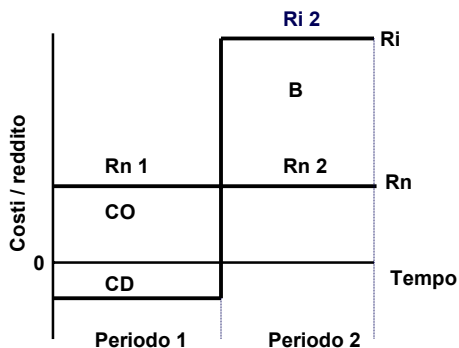 Ri 2
Ri
B
Costi / reddito
Rn 1
Rn 2
Rn
CO
0
CD
Tempo
Periodo 1
Periodo 2